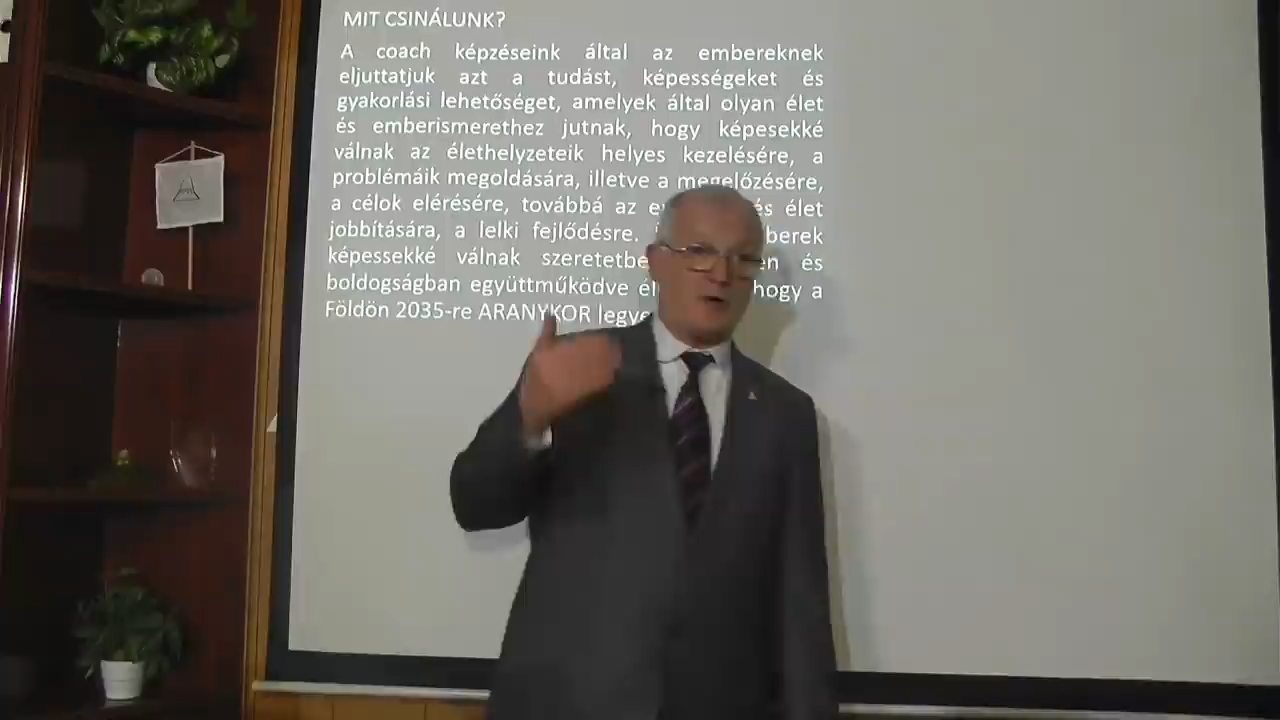 MIT CSINÁLUNK?
A coach képzéseink által az embereknek
eljuttatjuk azt a tudást, képességeket és
gyakorlási lehetőséget, amelyek által olyan élet
és emberismerethez jutnak, hogy képesekké
válnak az élethelyzeteik helyes kezelésére, a
problémáik megoldására, illetve a megelőzésére,
a célok elérésére, továbbá az és élet
jobbítására, a lelki fejlődésre.
képessekké válnak és
boldogságban együttműködve hogy a
Földön 2035-re ARANYKOR